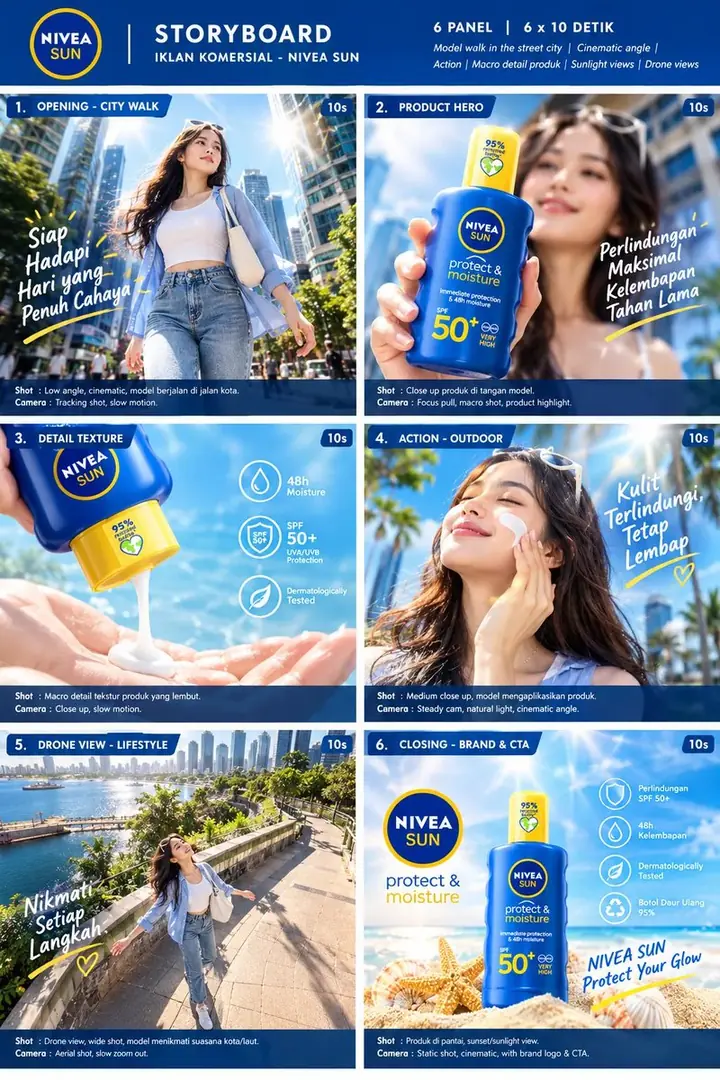 NIVEA
SUN
STORYBOARD
IKLAN KOMERSIAL - NIVEA SUN
6 PANEL | 6 x 10 DETIK
Model walk in the street city | Cinematic angle |
Action | Macro detail produk | Sunlight views | Drone views
1. OPENING - CITY WALK
10s
Siap
Hadapi
Hari yang
Penuh Cahaya
Shot : Low angle, cinematic, model berjalan di jalan kota.
Camera : Tracking shot, slow motion.
2. PRODUCT HERO
10s
95%
recycled
bottle
NIVEA
SUN
protect &
moisture
immediate protection
& 48h moisture
SPF
50+
VERY
HIGH
Perlindungan
Maksimal
Kelembapan
Tahan Lama
Shot : Close up produk di tangan model.
Camera : Focus pull, macro shot, product highlight.
3. DETAIL TEXTURE
10s
NIVEA
SUN
95%
recycled
48h
Moisture
SPF
50+
SPF
50+
UVA/UVB
Protection
Dermatologically
Tested
Shot : Macro detail tekstur produk yang lembut.
Camera : Close up, slow motion.
4. ACTION - OUTDOOR
10s
Kulit
Terlindungi,
Tetap
Lembap
Shot : Medium close up, model mengaplikasikan produk.
Camera : Steady cam, natural light, cinematic angle.
5. DRONE VIEW - LIFESTYLE
10s
Nikmati
Setiap
Langkah.
Shot : Drone view, wide shot, model menikmati suasana kota/laut.
Camera : Aerial shot, slow zoom out.
6. CLOSING - BRAND & CTA
10s
NIVEA
SUN
protect &
moisture
95%
NIVEA
SUN
protect &
moisture
immediate protection
& 48h moisture
SPF
50+
VERY
HIGH
Perlindungan
SPF 50+
48h
Kelembapan
Dermatologically
Tested
Botol Daur Ulang
95%
NIVEA SUN
Protect Your Glow
Shot : Produk di pantai, sunset/sunlight view.
Camera : Static shot, cinematic, with brand logo & CTA.